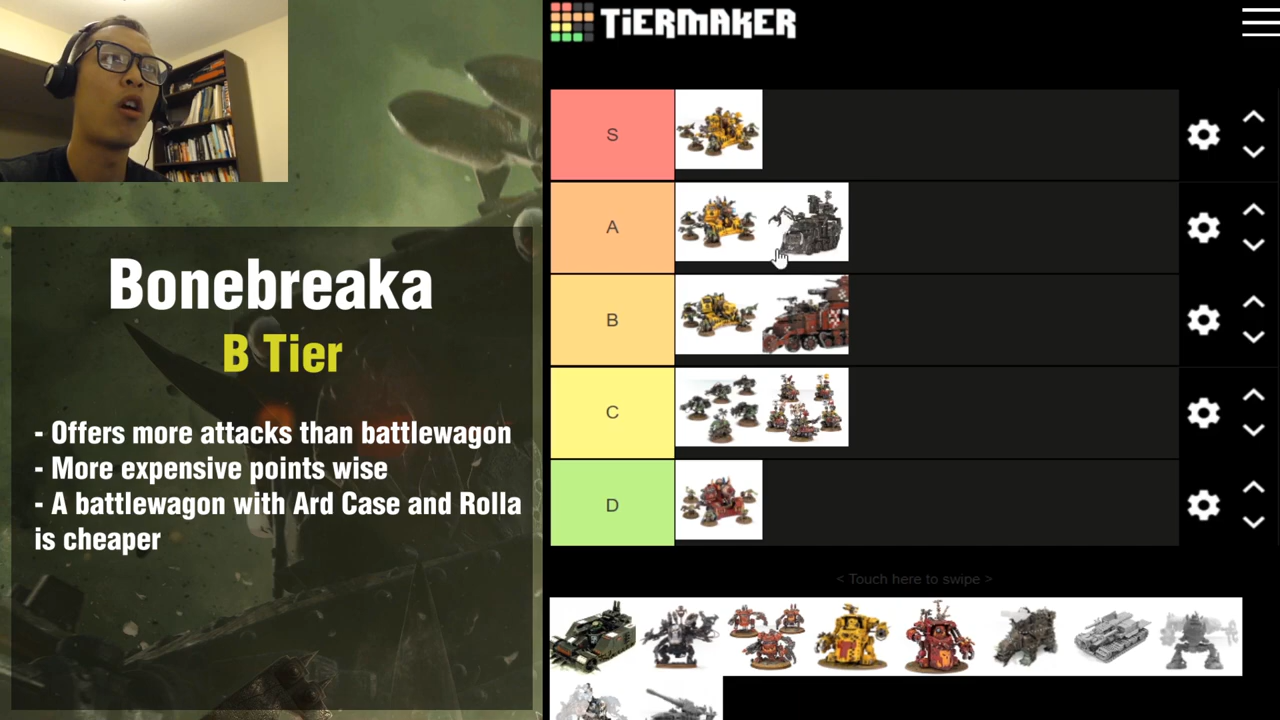 TiERMAKER
Bonebreaka
B Tier
- Offers more attacks than battlewagon
- More expensive points wise
- A battlewagon with Ard Case and Rolla
is cheaper
S
A
B
C
D
< Touch here to swipe >